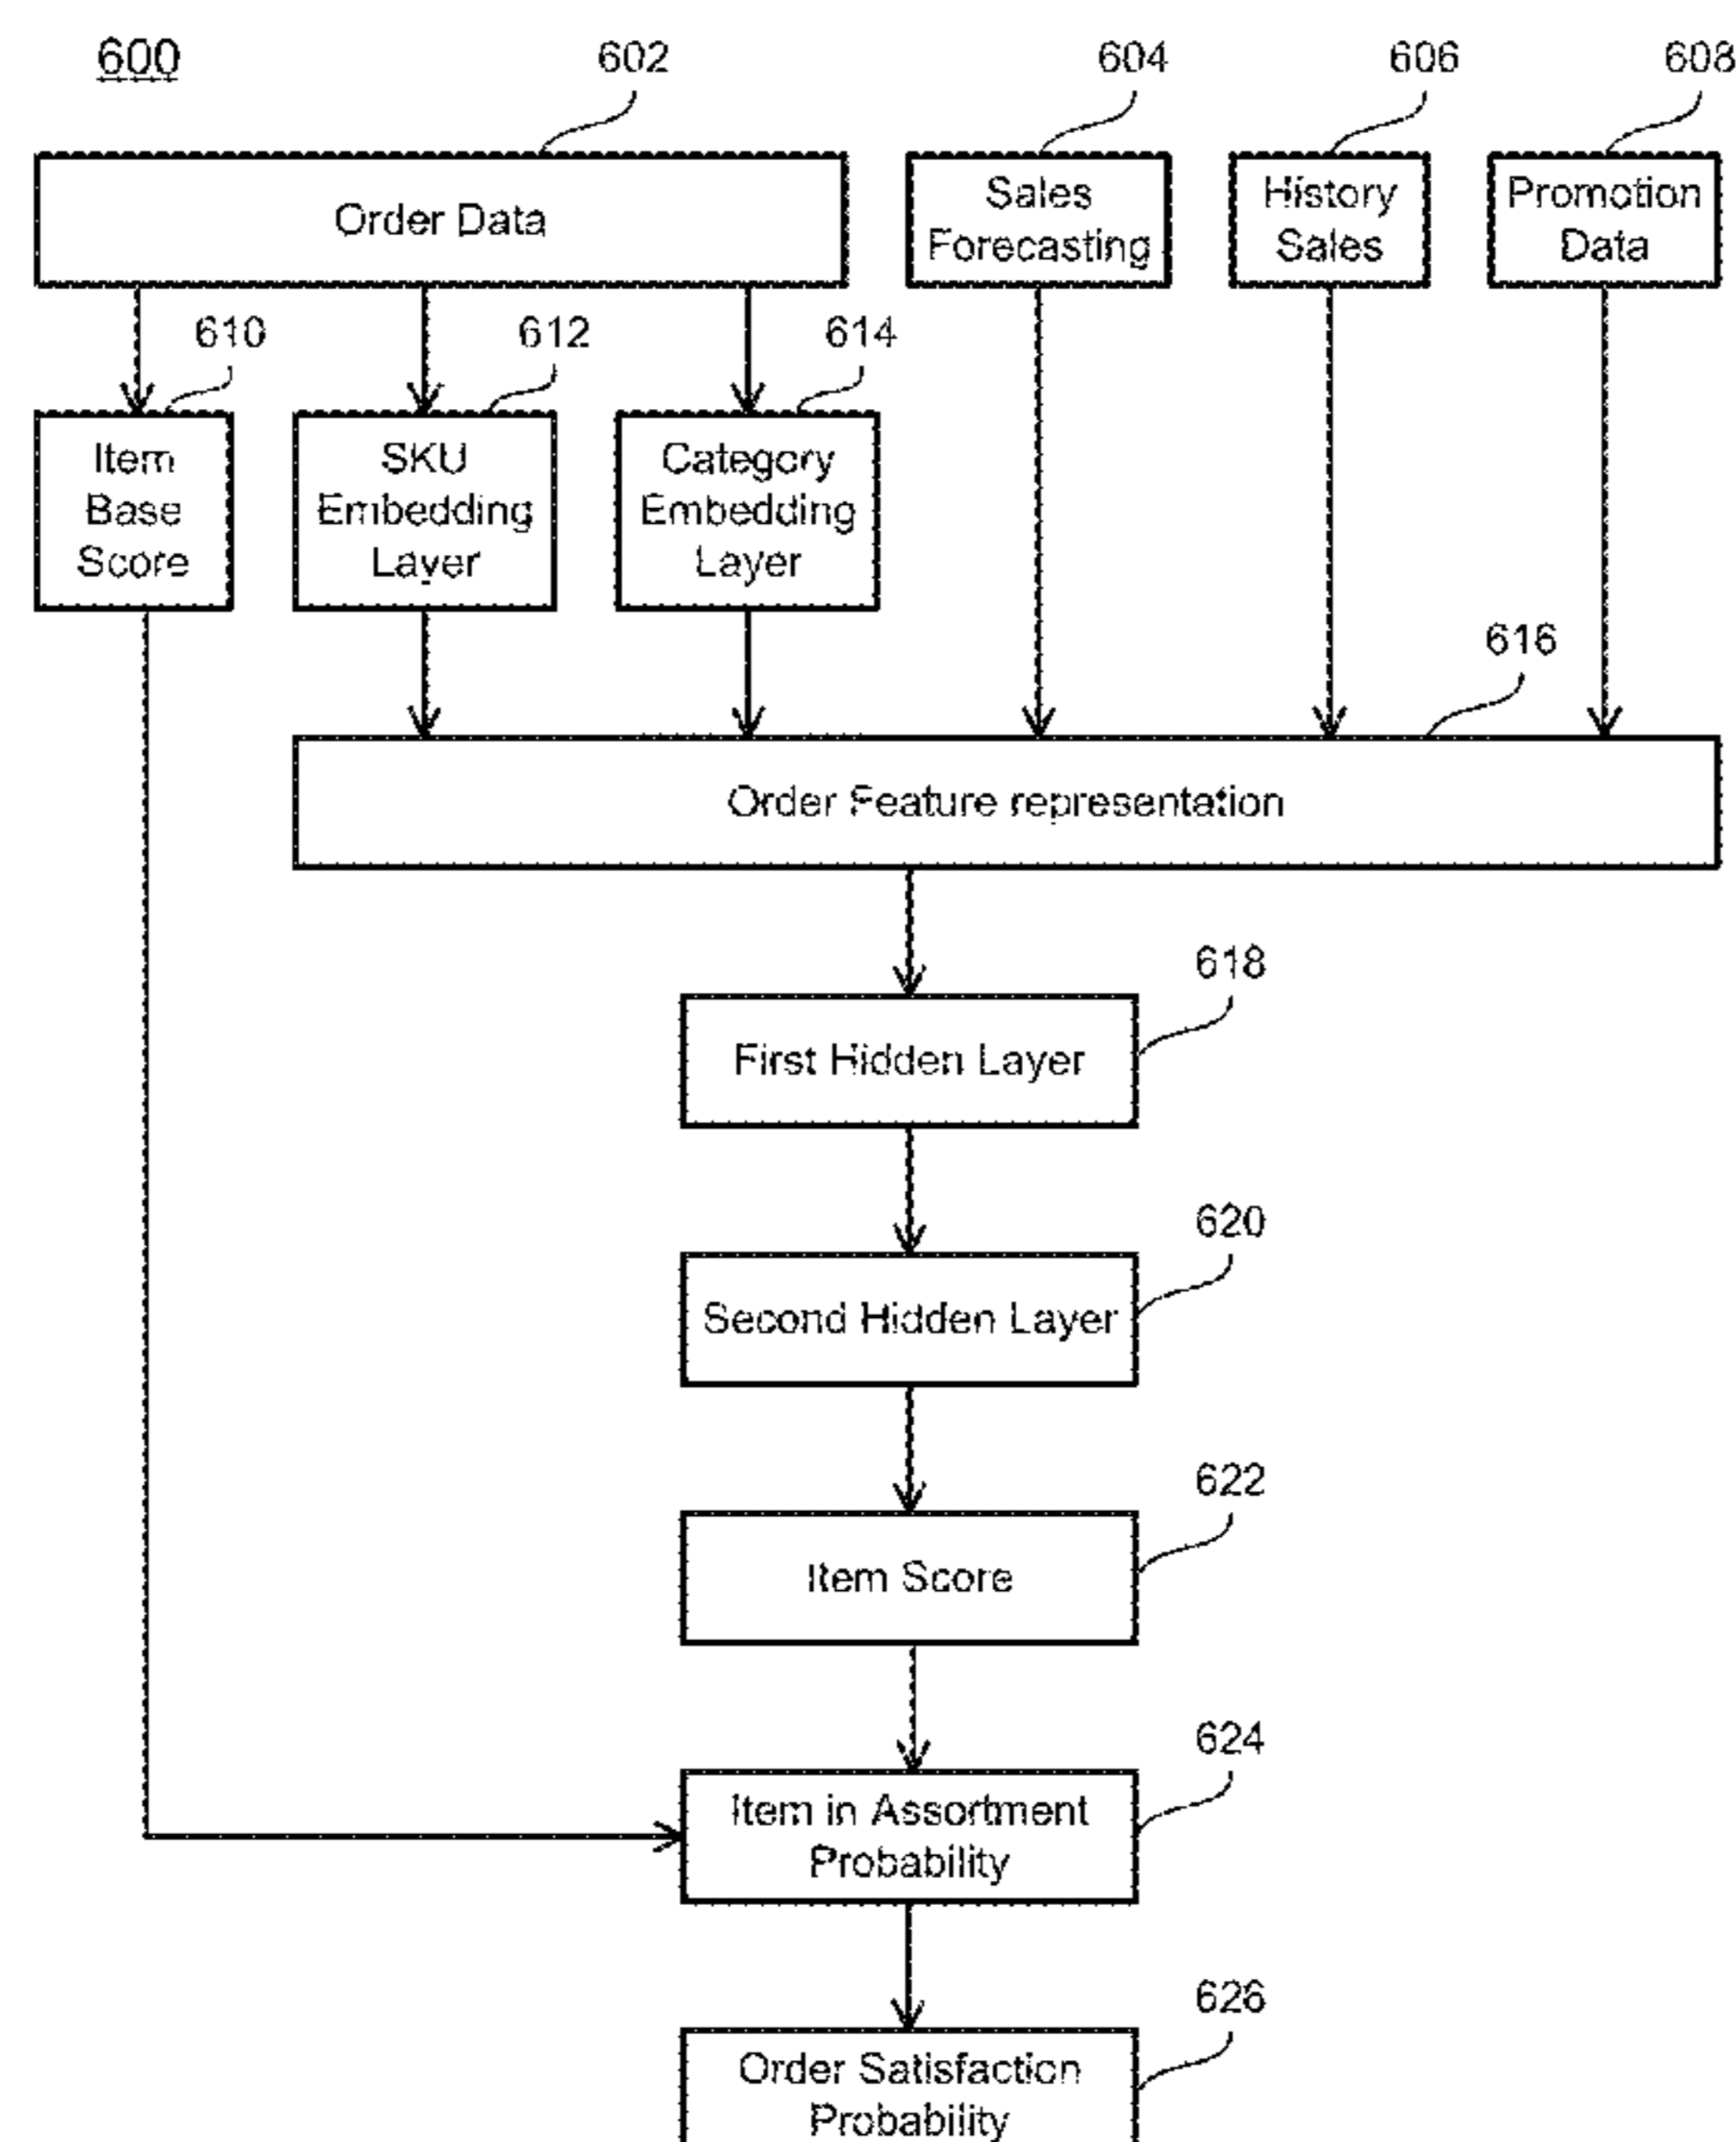 600
602
604
606
608
Order Data
Sales
Forecasting
History
Sales
Promotion
Data
610
612
614
Item
Base
Score
SKU
Embedding
Layer
Category
Embedding
Layer
616
Order Feature representation
618
First Hidden Layer
620
Second Hidden Layer
622
Item Score
624
Item in Assortment
Probability
626
Order Satisfaction
Probability